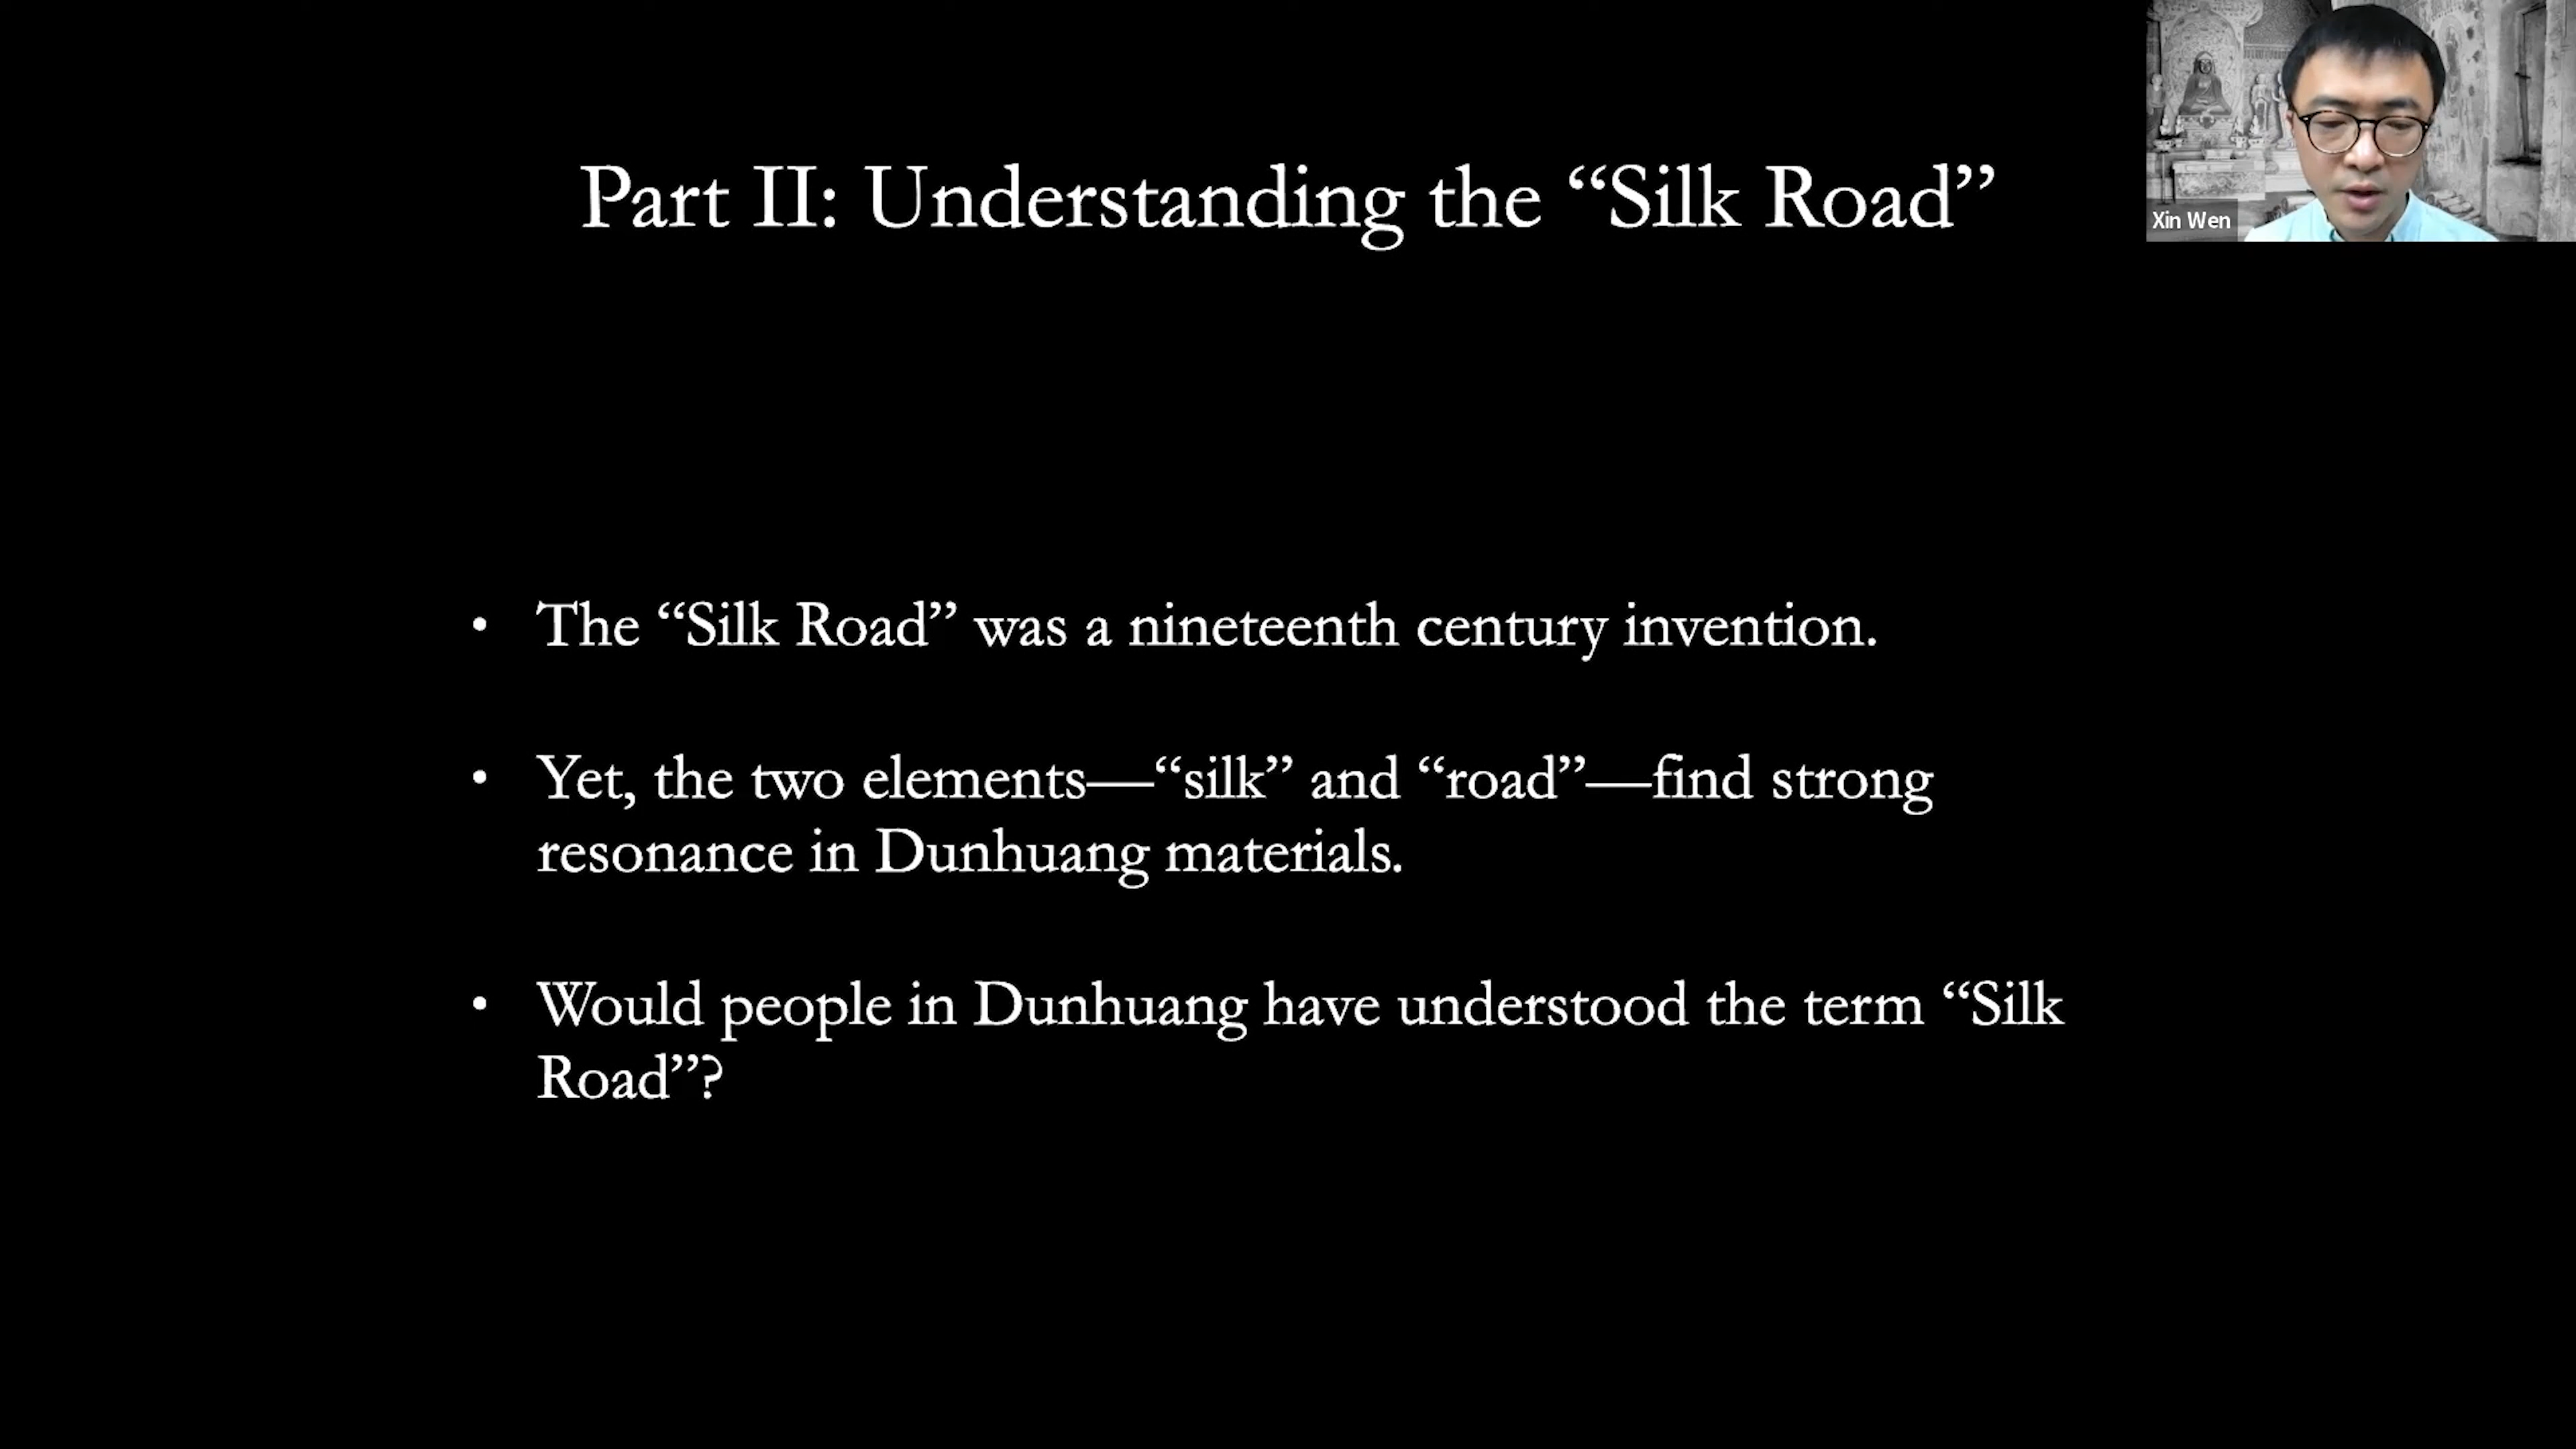 Part II: Understanding the “Silk Road”
Xin Wen
• The “Silk Road” was a nineteenth century invention.
• Yet, the two elements—“silk” and “road”—find strong
resonance in Dunhuang materials.
• Would people in Dunhuang have understood the term “Silk
Road”?